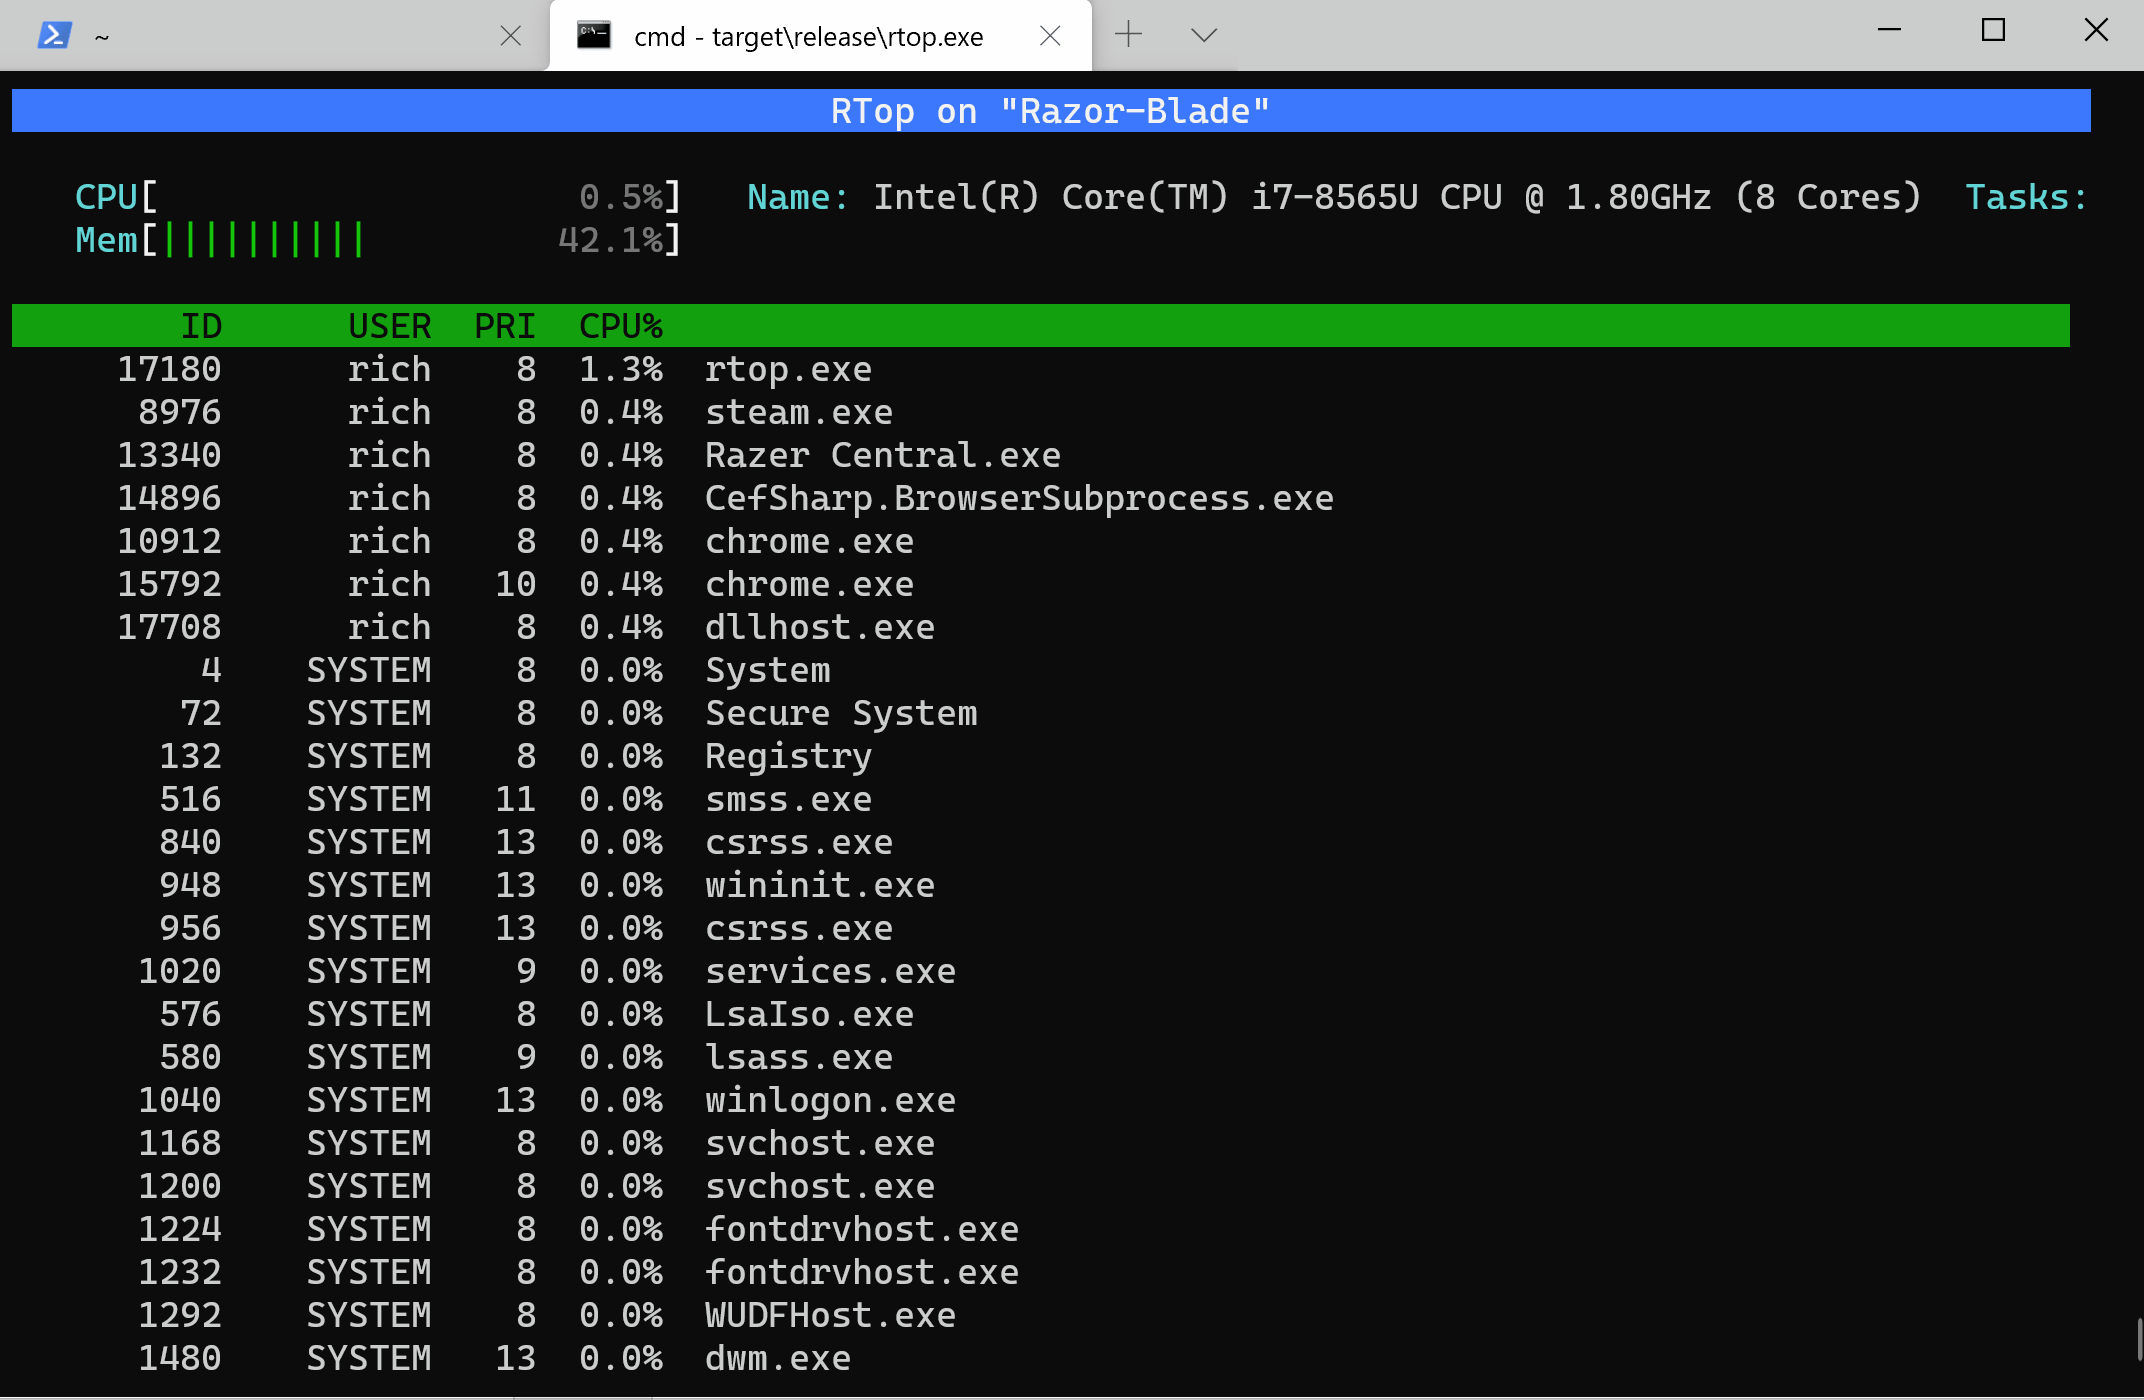 ~ cmd - target\release\rtop.exe
RTop on "Razor-Blade"
CPU[ 0.5%] Name: Intel(R) Core(TM) i7-8565U CPU @ 1.80GHz (8 Cores) Tasks:
Mem[|||||||||| 42.1%]
ID USER PRI CPU%
17180 rich 8 1.3% rtop.exe
8976 rich 8 0.4% steam.exe
13340 rich 8 0.4% Razer Central.exe
14896 rich 8 0.4% CefSharp.BrowserSubprocess.exe
10912 rich 8 0.4% chrome.exe
15792 rich 10 0.4% chrome.exe
17708 rich 8 0.4% dllhost.exe
4 SYSTEM 8 0.0% System
72 SYSTEM 8 0.0% Secure System
132 SYSTEM 8 0.0% Registry
516 SYSTEM 11 0.0% smss.exe
840 SYSTEM 13 0.0% csrss.exe
948 SYSTEM 13 0.0% wininit.exe
956 SYSTEM 13 0.0% csrss.exe
1020 SYSTEM 9 0.0% services.exe
576 SYSTEM 8 0.0% LsaIso.exe
580 SYSTEM 9 0.0% lsass.exe
1040 SYSTEM 13 0.0% winlogon.exe
1168 SYSTEM 8 0.0% svchost.exe
1200 SYSTEM 8 0.0% svchost.exe
1224 SYSTEM 8 0.0% fontdrvhost.exe
1232 SYSTEM 8 0.0% fontdrvhost.exe
1292 SYSTEM 8 0.0% WUDFHost.exe
1480 SYSTEM 13 0.0% dwm.exe